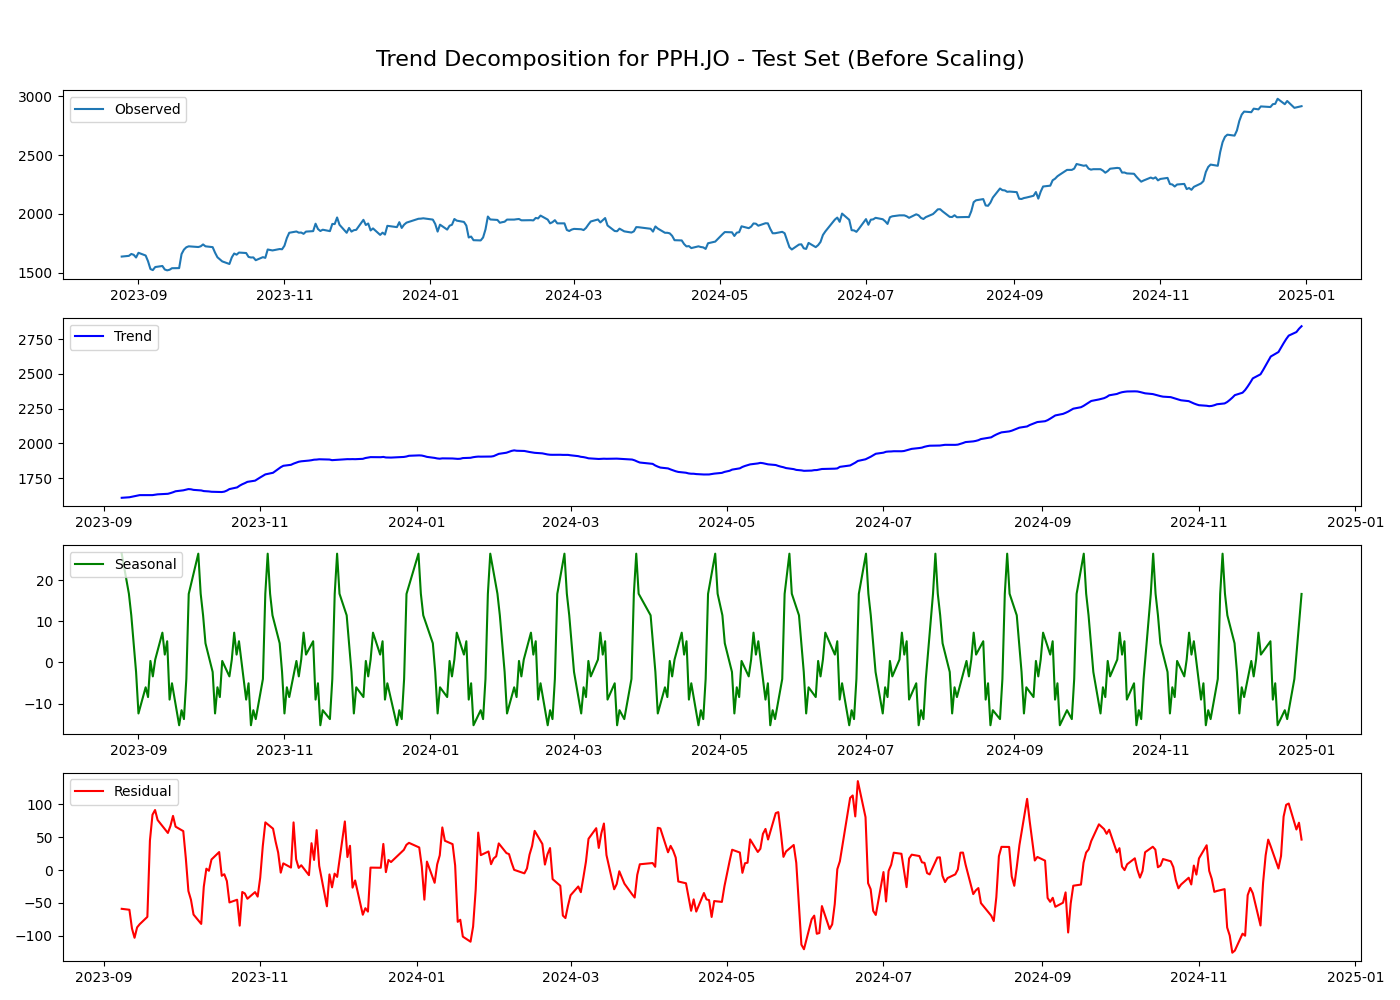 Trend Decomposition for PPH.JO - Test Set (Before Scaling)
Observed
3000
2500
2000
1500
2023-09 2023-11 2024-01 2024-03 2024-05 2024-07 2024-09 2024-11 2025-01
Trend
2750
2500
2250
2000
1750
2023-09 2023-11 2024-01 2024-03 2024-05 2024-07 2024-09 2024-11 2025-01
Seasonal
20
10
0
−10
2023-09 2023-11 2024-01 2024-03 2024-05 2024-07 2024-09 2024-11 2025-01
Residual
100
50
0
−50
−100
2023-09 2023-11 2024-01 2024-03 2024-05 2024-07 2024-09 2024-11 2025-01